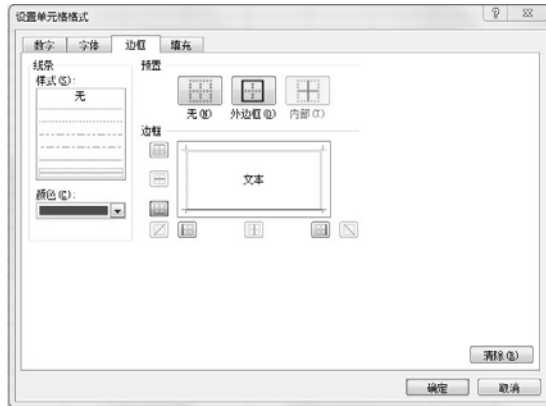 设置单元格格式
数字 字体 边框 填充
线条
样式(S):
无
颜色(C):
预置
无(N) 外边框(O) 内部(I)
边框
文本
清除(R)
确定 取消